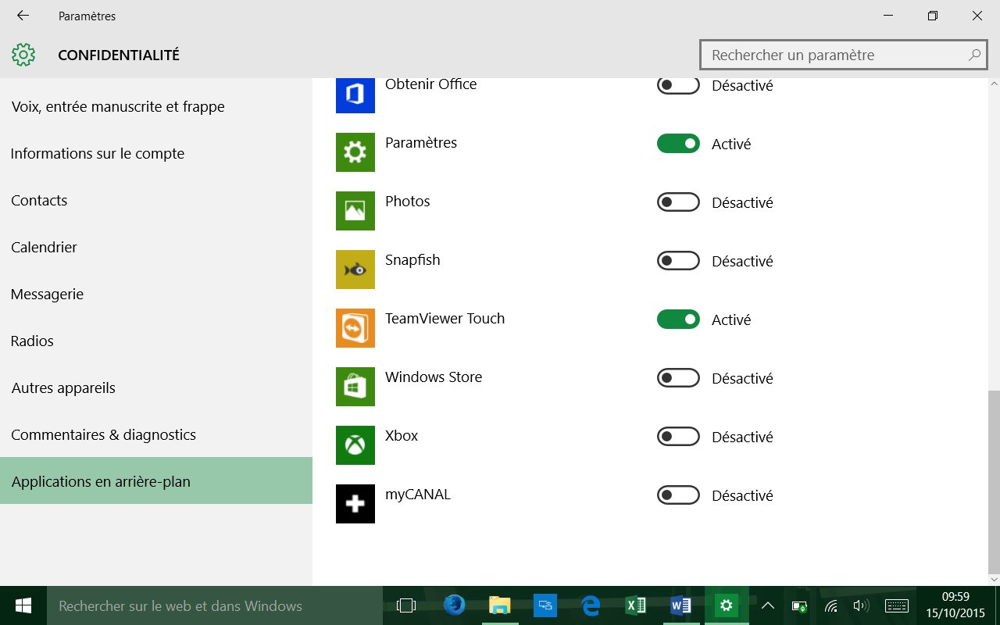 Paramètres
CONFIDENTIALITÉ
Rechercher un paramètre
Voix, entrée manuscrite et frappe
Informations sur le compte
Contacts
Calendrier
Messagerie
Radios
Autres appareils
Commentaires & diagnostics
Applications en arrière-plan
Obtenir Office Désactivé
Paramètres Activé
Photos Désactivé
Snapfish Désactivé
TeamViewer Touch Activé
Windows Store Désactivé
Xbox Désactivé
myCANAL Désactivé
Rechercher sur le web et dans Windows
09:59
15/10/2015